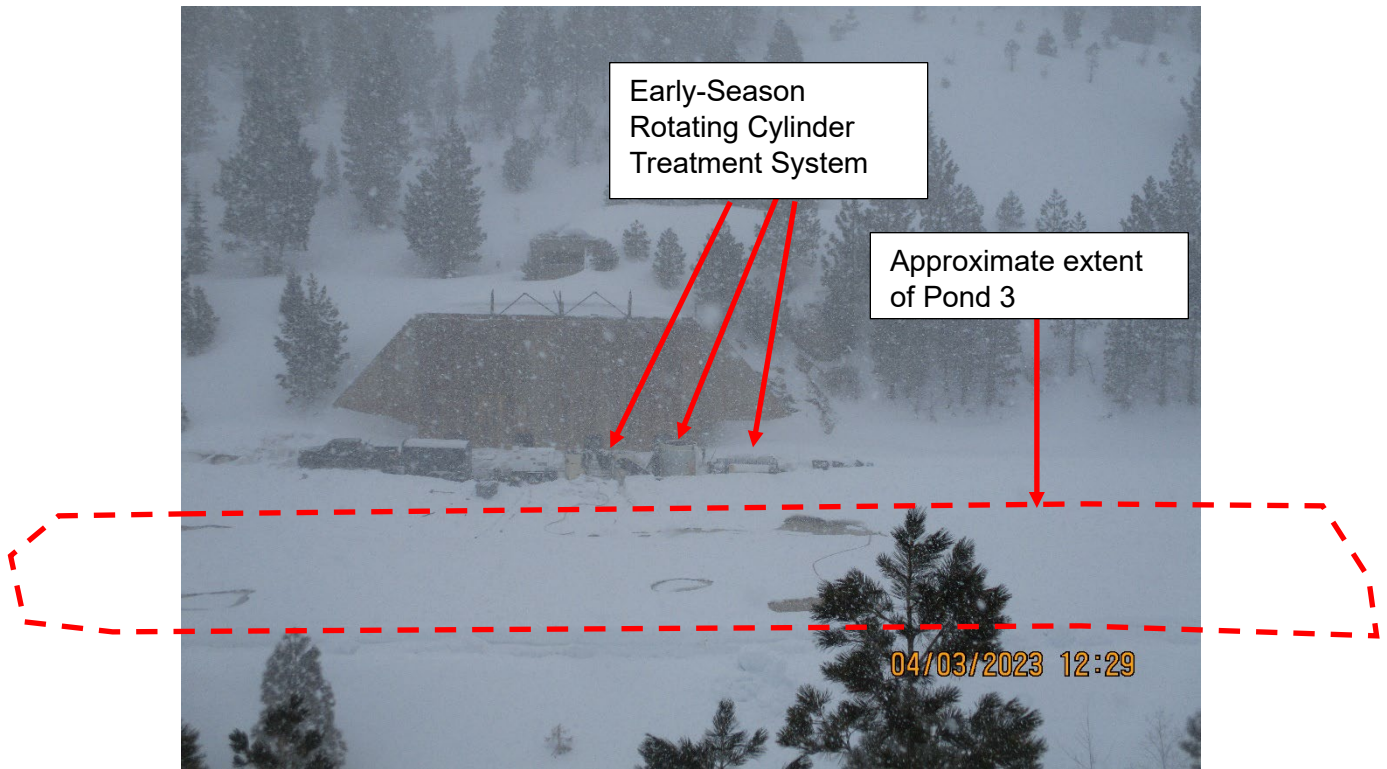 Early-Season
Rotating Cylinder
Treatment System
Approximate extent
of Pond 3
04/03/2023 12:29